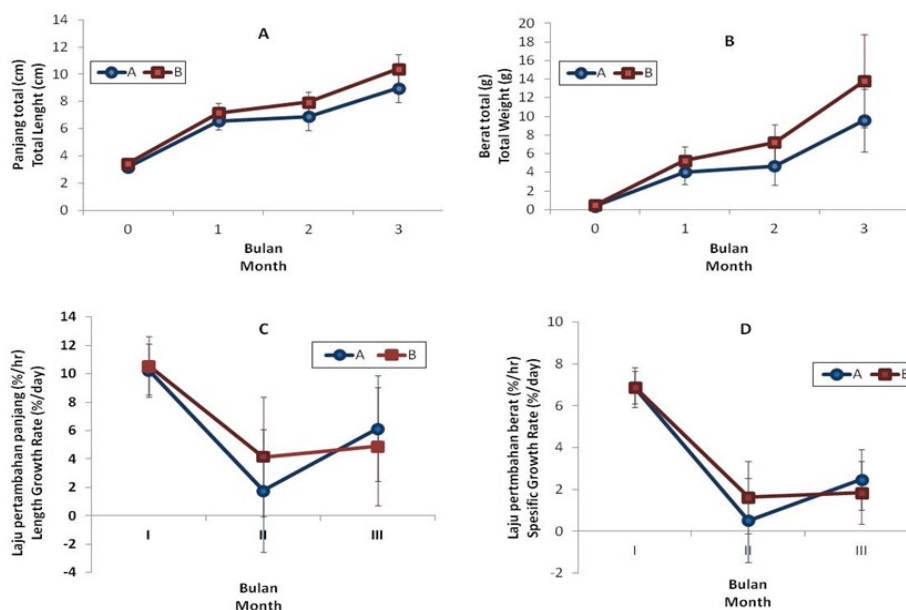 A
Panjang total (cm)
Total Lenght (cm)
14
12
10
8
6
4
2
0
A B
0 1 2 3
Bulan
Month
B
Berat total (g)
Total Weight (g)
20
18
16
14
12
10
8
6
4
2
0
A B
0 1 2 3
Bulan
Month
C
Laju pertambahan panjang (%/hr)
Length Growth Rate (%/day)
14
12
10
8
6
4
2
0
-2
-4
A B
I II III
Bulan
Month
D
Laju pertmbahan berat (%/hr)
Spesific Growth Rate (%/day)
10
8
6
4
2
0
-2
A B
I II III
Bulan
Month